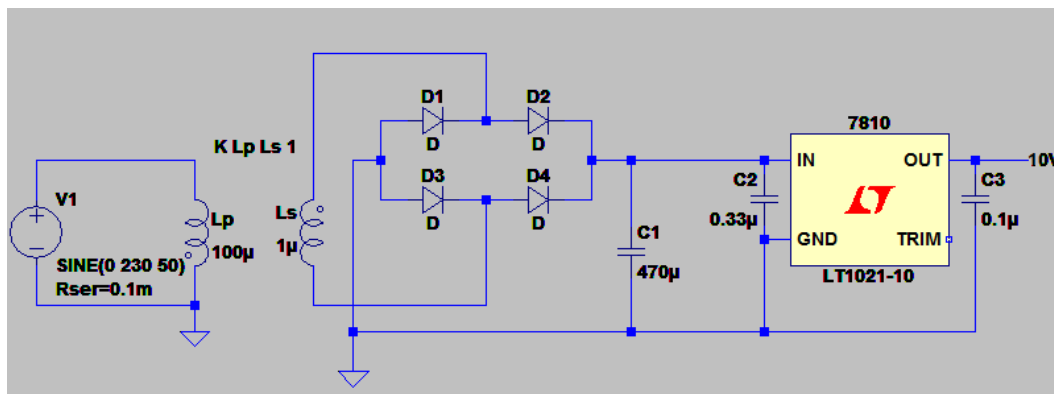 D1
D2
7810
D
D
K Lp Ls 1
IN
OUT
10V
V1
D3
D4
C2
C3
Lp
Ls
D
D
0.33µ
0.1µ
100µ
1µ
C1
GND
TRIM
SINE(0 230 50)
470µ
LT1021-10
Rser=0.1m